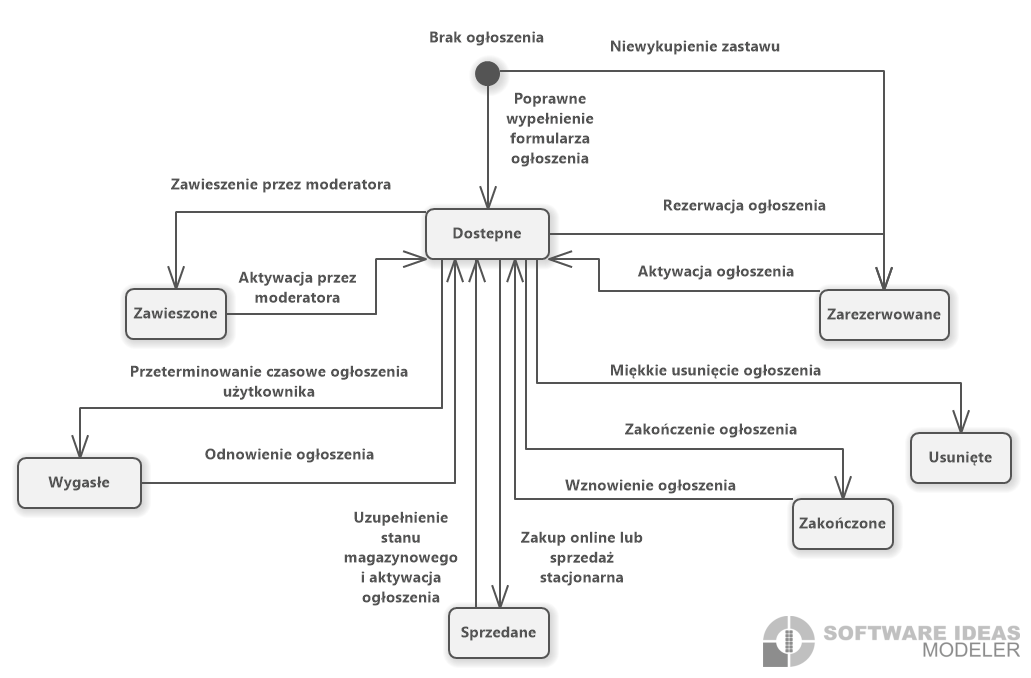 Brak ogłoszenia
Niewykupienie zastawu
Poprawne
wypełnienie
formularza
ogłoszenia
Zawieszenie przez moderatora
Rezerwacja ogłoszenia
Dostepne
Aktywacja przez
moderatora
Aktywacja ogłoszenia
Zawieszone
Zarezerwowane
Przeterminowanie czasowe ogłoszenia
użytkownika
Miękkie usunięcie ogłoszenia
Zakończenie ogłoszenia
Odnowienie ogłoszenia
Usunięte
Wygasłe
Wznowienie ogłoszenia
Zakończone
Uzupełnienie
stanu
magazynowego
i aktywacja
ogłoszenia
Zakup online lub
sprzedaż
stacjonarna
Sprzedane
SOFTWARE IDEAS
MODELER